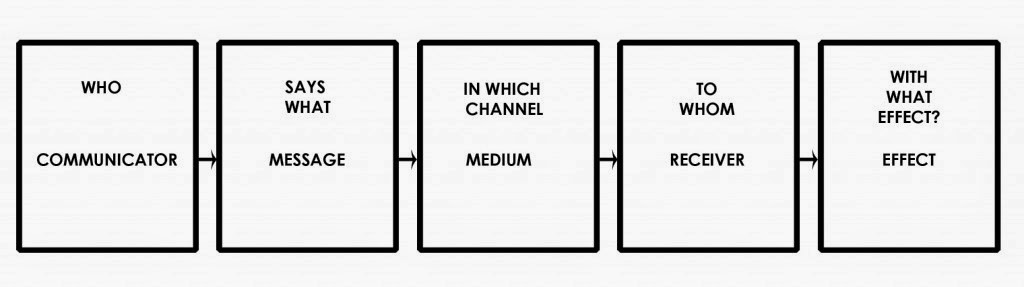 WHO
COMMUNICATOR
SAYS
WHAT
MESSAGE
IN WHICH
CHANNEL
MEDIUM
TO
WHOM
RECEIVER
WITH
WHAT
EFFECT?
EFFECT